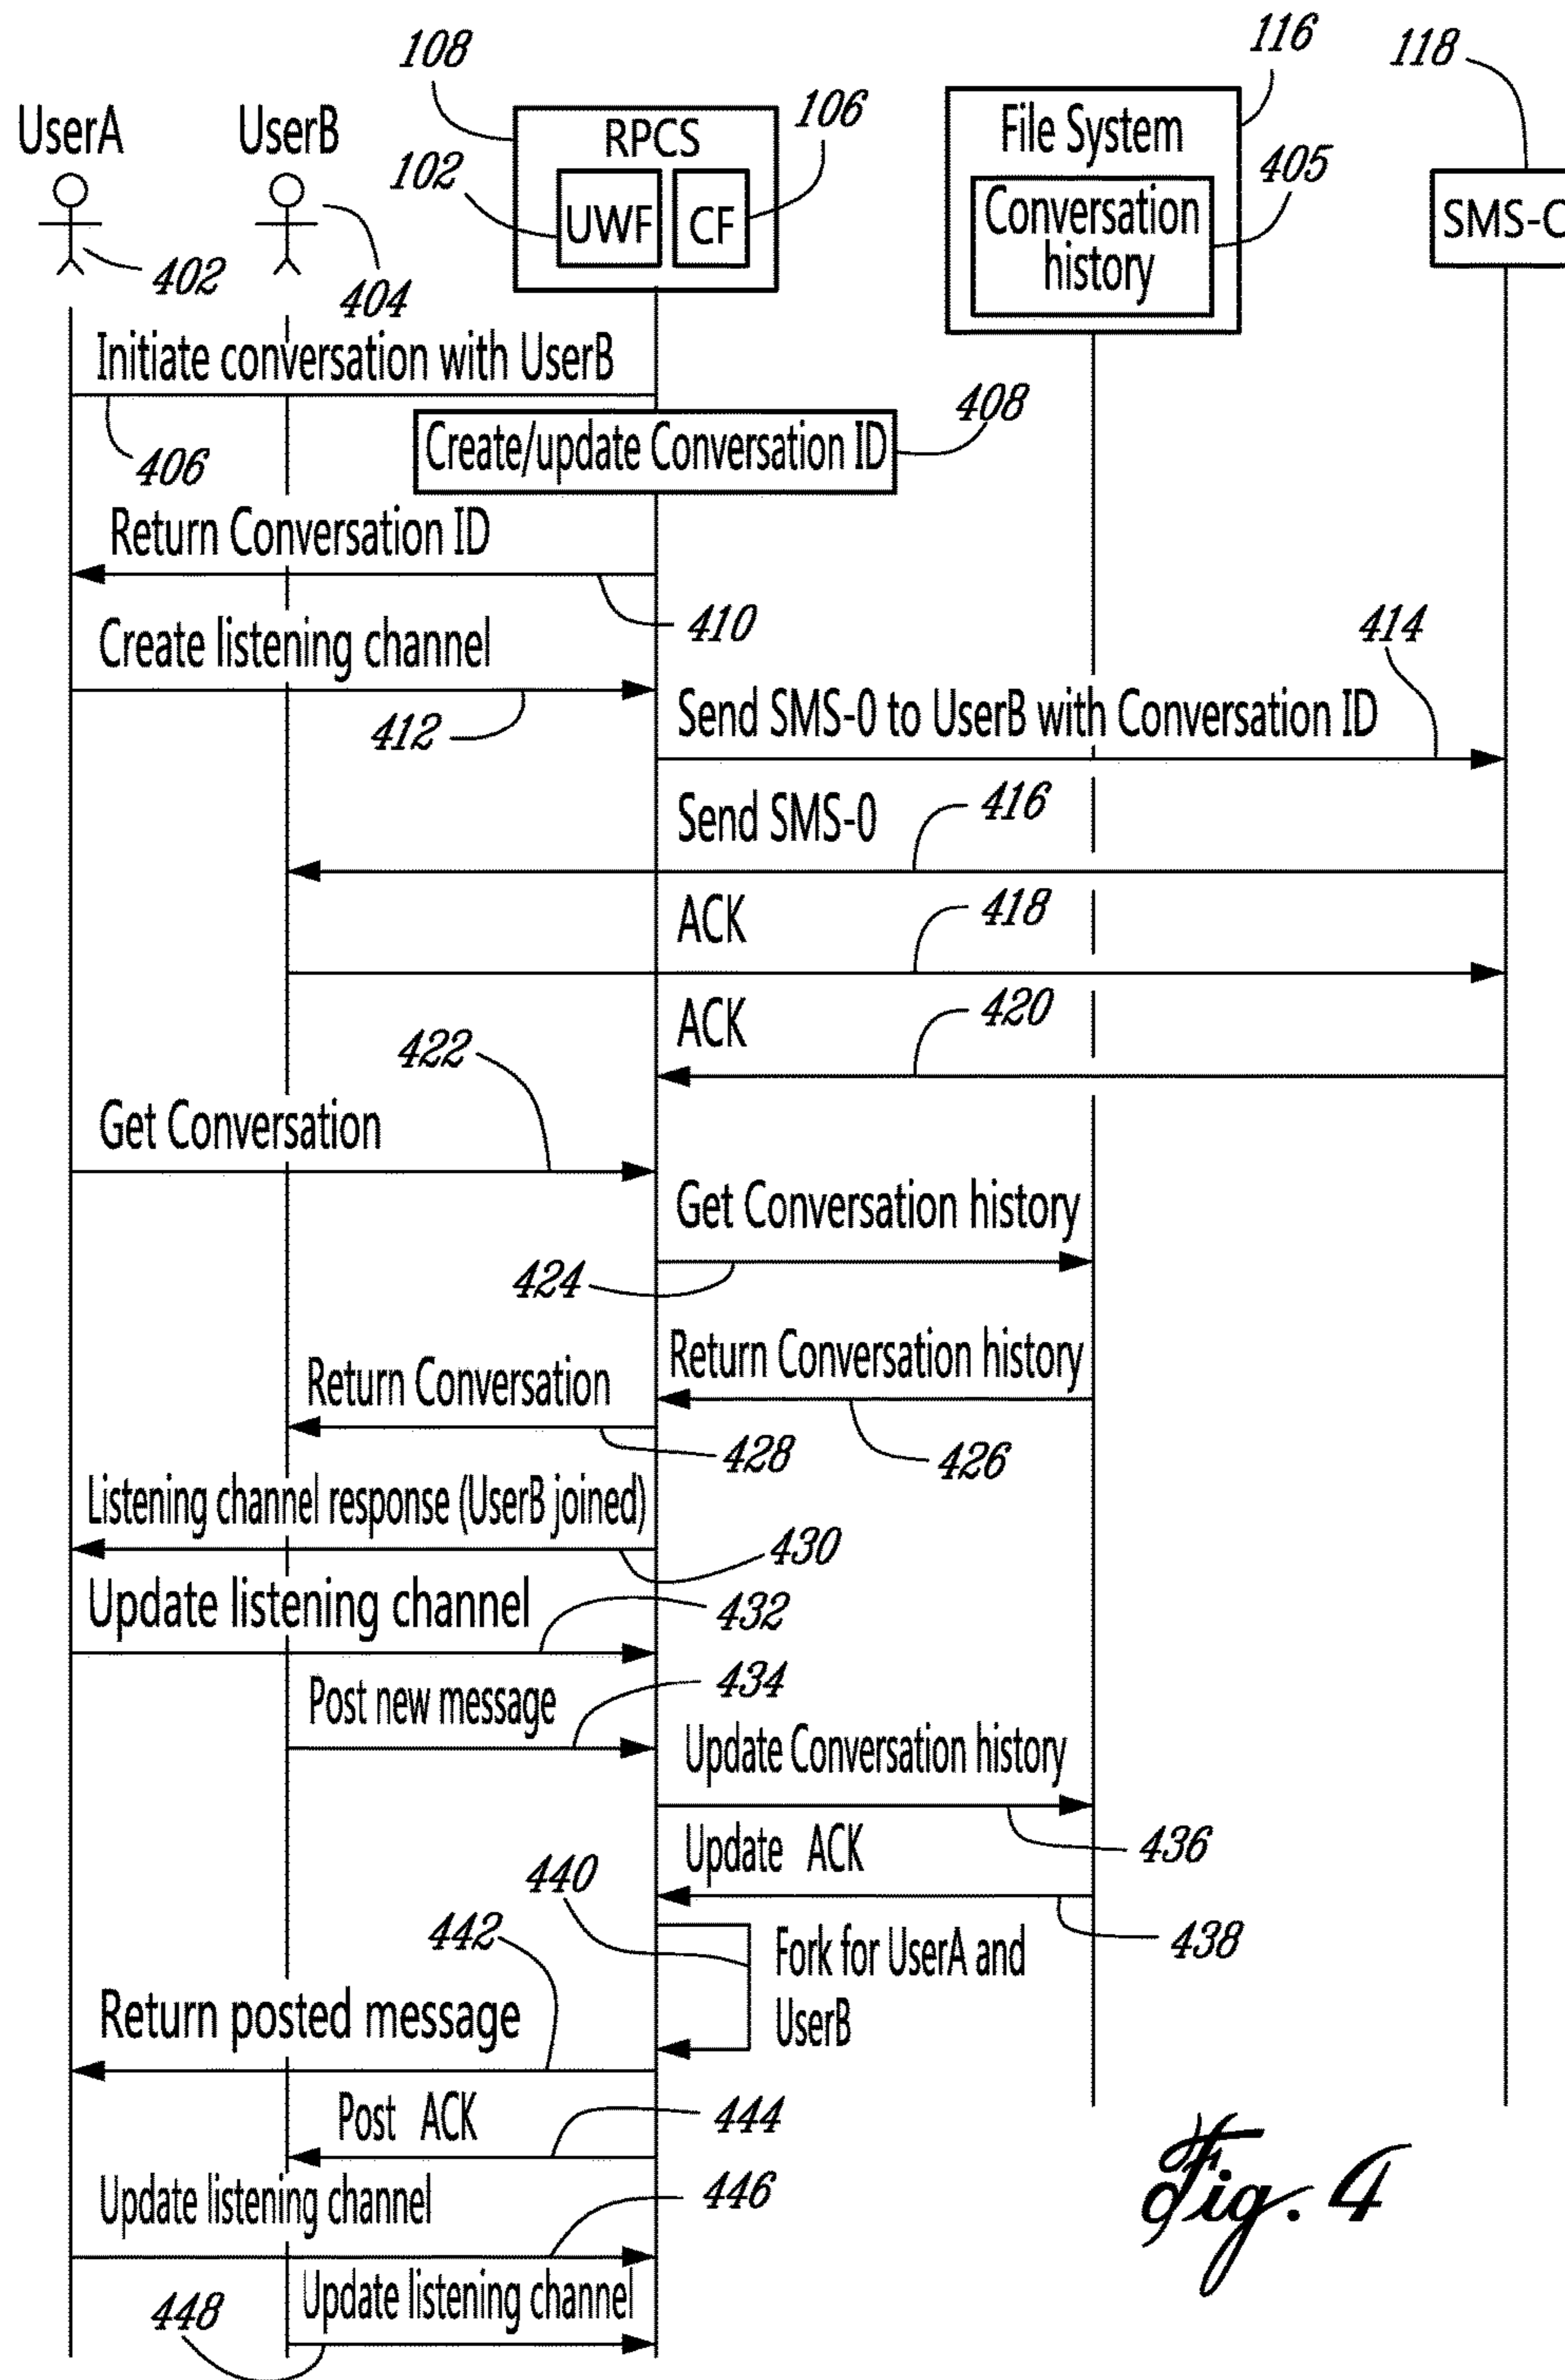 108
116
118
UserA
UserB
RPCS
106
File System
102
UWF
CF
405
Conversation
history
SMS-C
402
404
Initiate conversation with UserB
406
Create/update Conversation ID
408
Return Conversation ID
410
Create listening channel
412
414
Send SMS-0 to UserB with Conversation ID
Send SMS-0
416
ACK
418
ACK
420
422
Get Conversation
Get Conversation history
424
Return Conversation history
Return Conversation
428
426
Listening channel response (UserB joined)
430
Update listening channel
432
434
Post new message
Update Conversation history
436
Update ACK
440
438
442
Fork for UserA and
UserB
Return posted message
Post ACK
444
446
Update listening channel
Update listening channel
448
Fig. 4